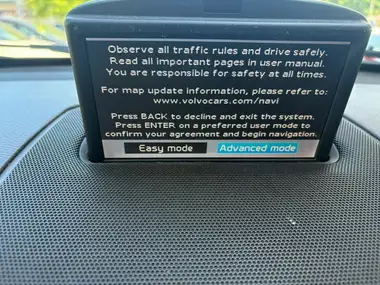 Observe all traffic rules and drive safely.
Read all important pages in user manual.
You are responsible for safety at all times.
For map update information, please refer to:
www.volvocars.com/navi
Press BACK to decline and exit the system.
Press ENTER on a preferred user mode to
confirm your agreement and begin navigation.
Easy mode Advanced mode